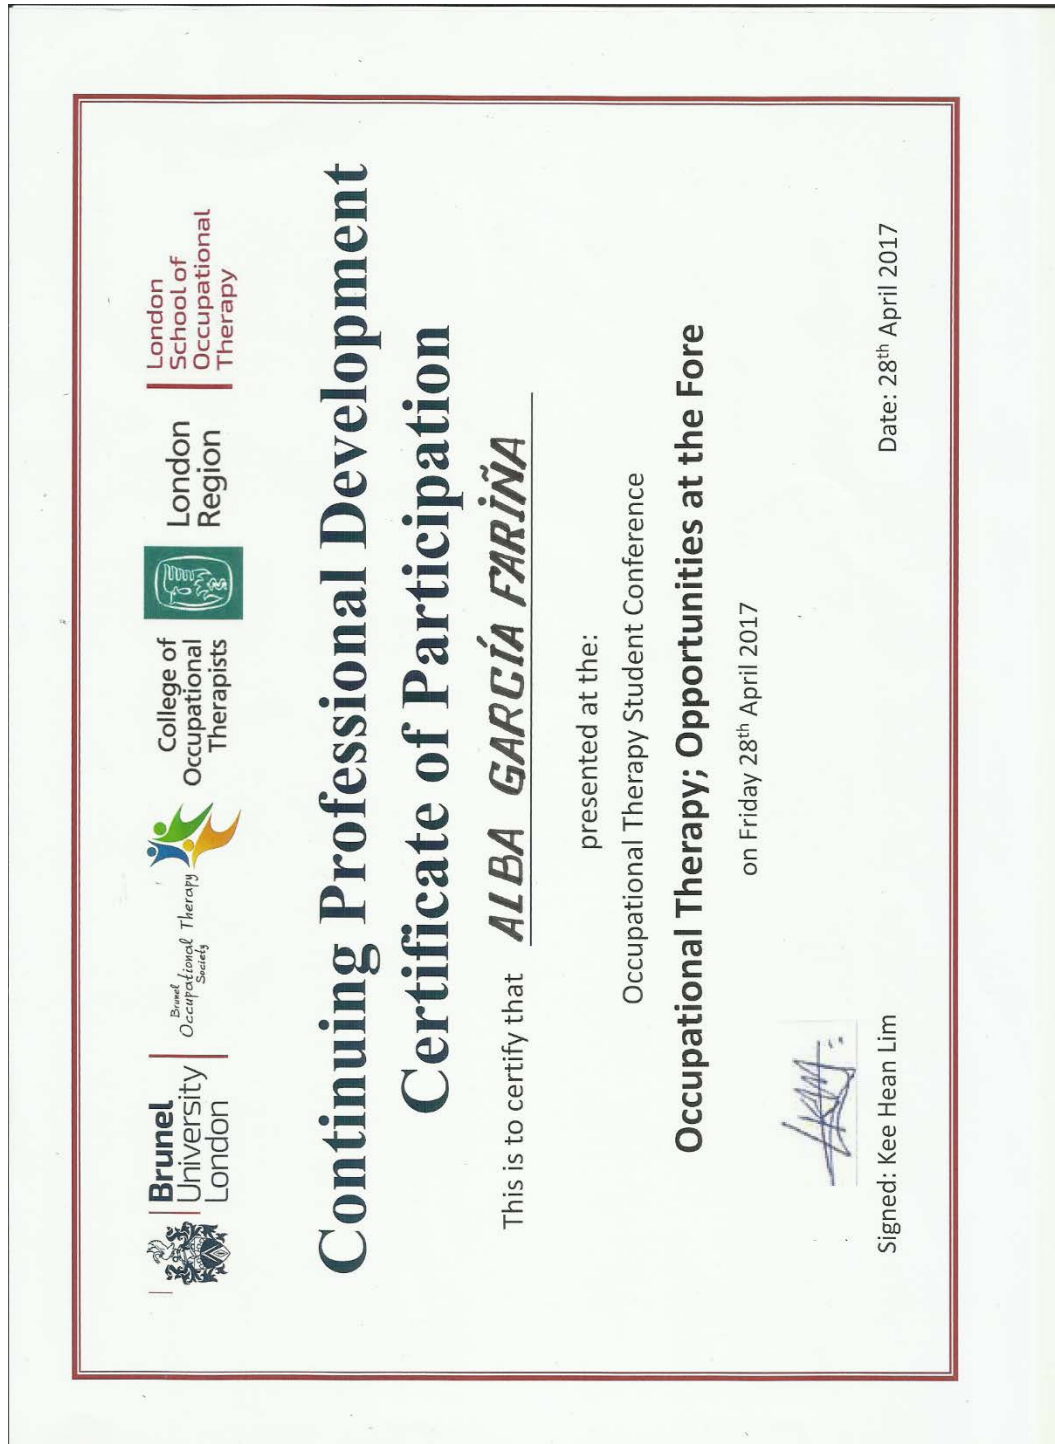 Brunel
University
London
Brunel
Occupational Therapy
Society
College of
Occupational
Therapists
London
Region
London
School of
Occupational
Therapy
Continuing Professional Development
Certificate of Participation
This is to certify that ALBA GARCÍA FARIÑA
presented at the:
Occupational Therapy Student Conference
Occupational Therapy; Opportunities at the Fore
on Friday 28th April 2017
Signed: Kee Hean Lim Date: 28th April 2017